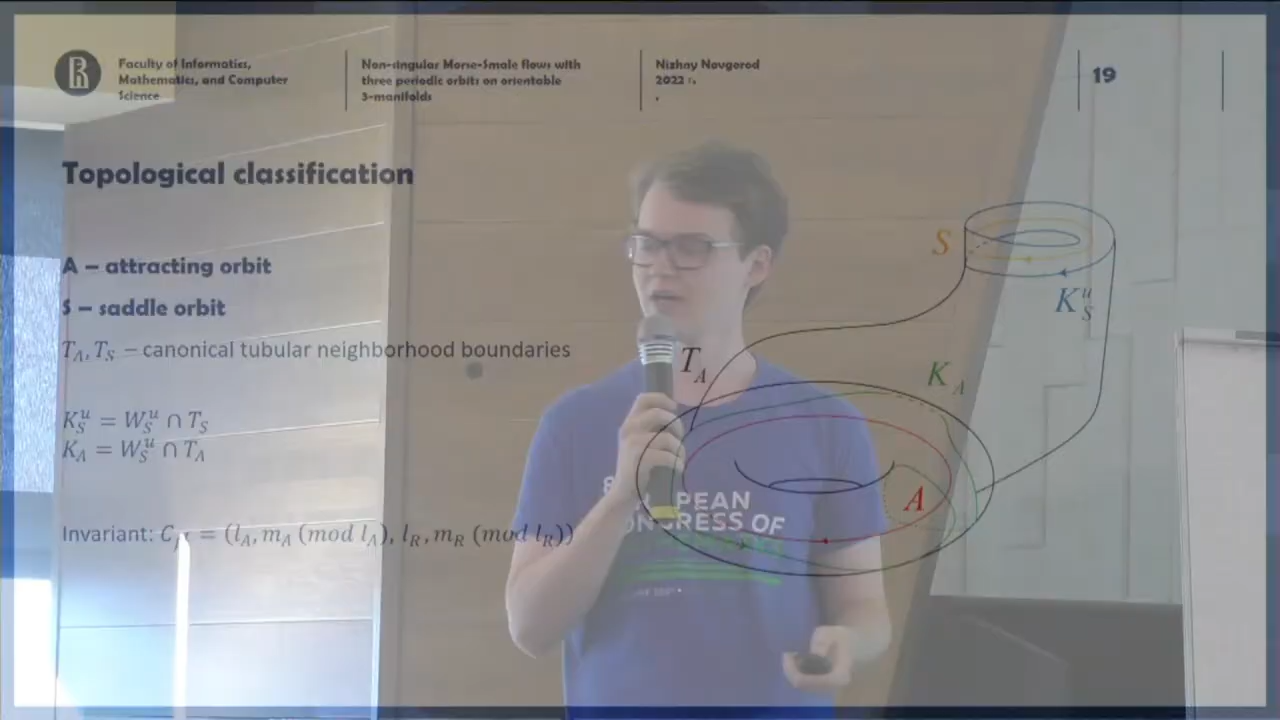 Faculty of Informatics,
Mathematics, and Computer
Science
Non-singular Morse-Smale flows with
three periodic orbits on orientable
3-manifolds
Nizhny Novgorod
2022 г.
19
Topological classification
A – attracting orbit
S – saddle orbit
T_A, T_S – canonical tubular neighborhood boundaries
K_S^u = W_S^u ∩ T_S
K_A = W_S^u ∩ T_A
Invariant: C_{f^t} = (l_A, m_A (mod l_A), l_R, m_R (mod l_R))
S
K_S^u
T_A
K_A
A
PEAN
CONGRESS OF